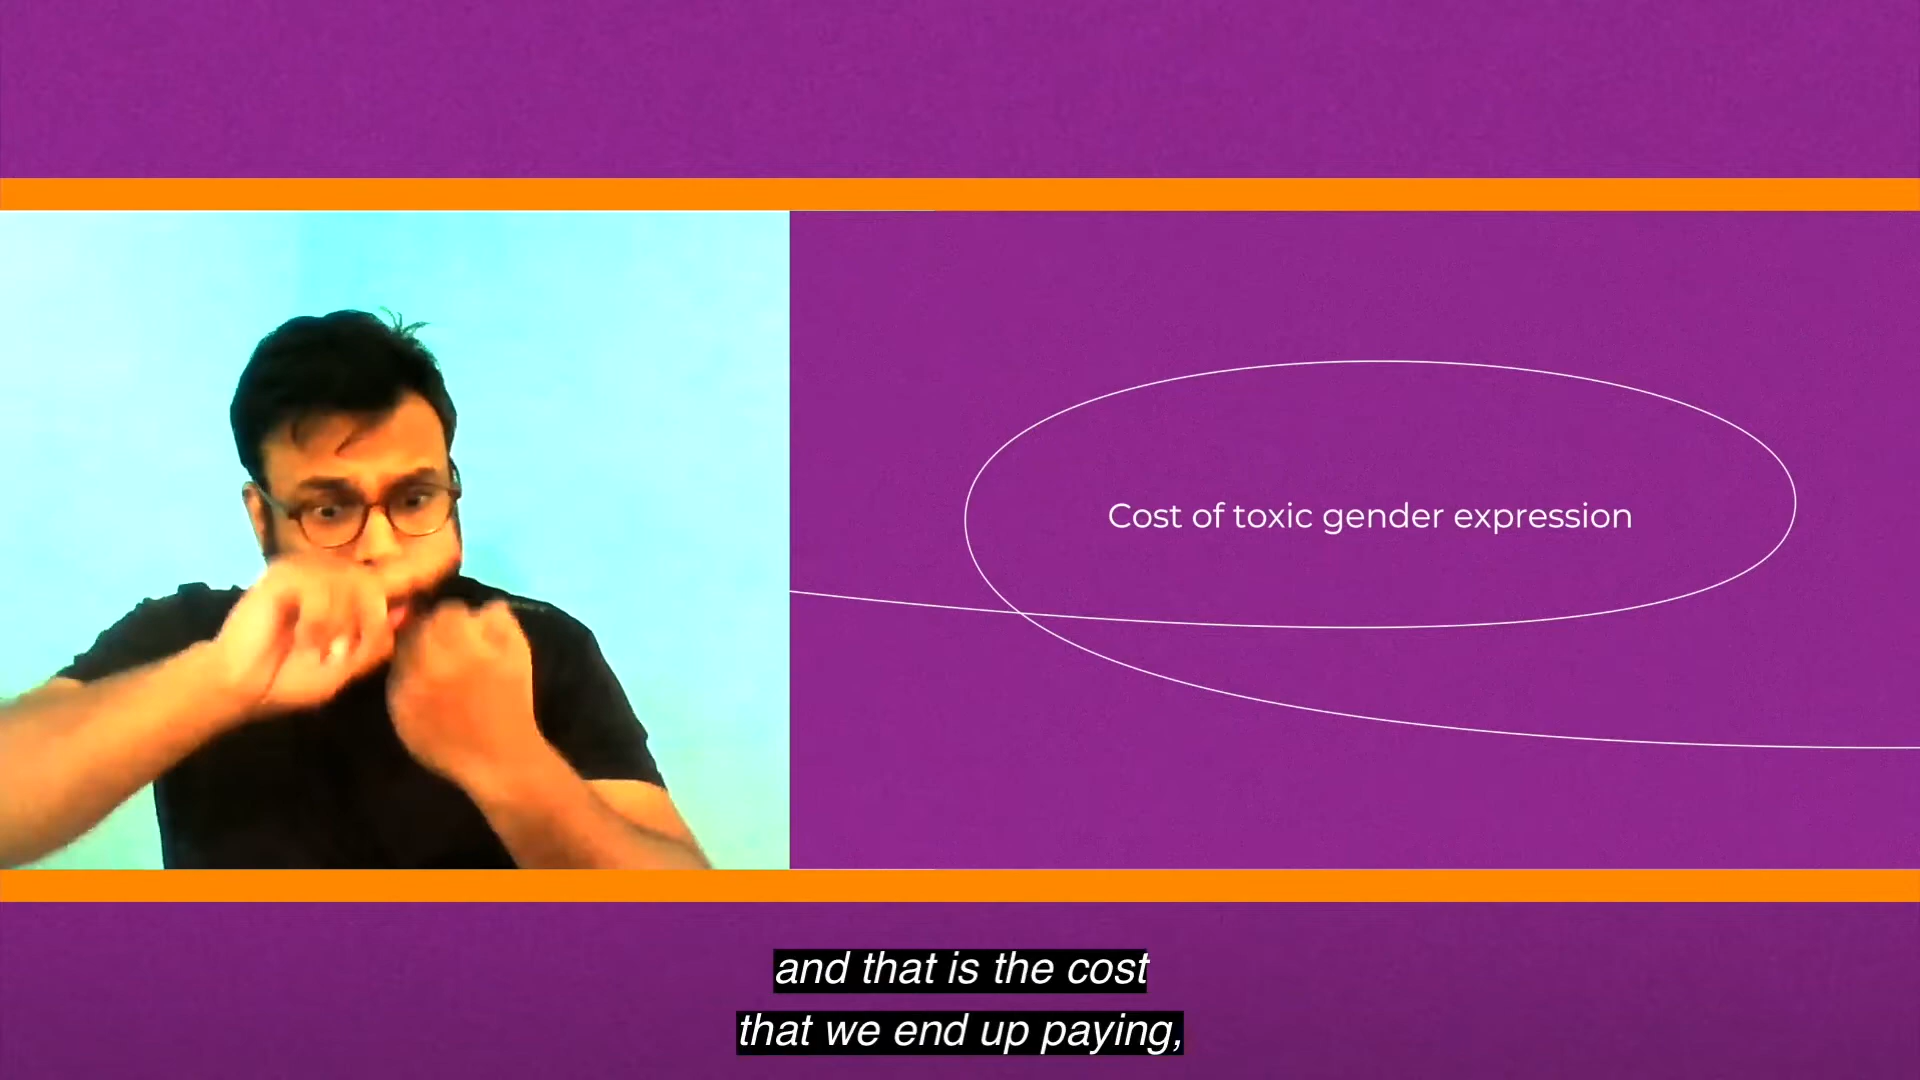 Cost of toxic gender expression
and that is the cost
that we end up paying,